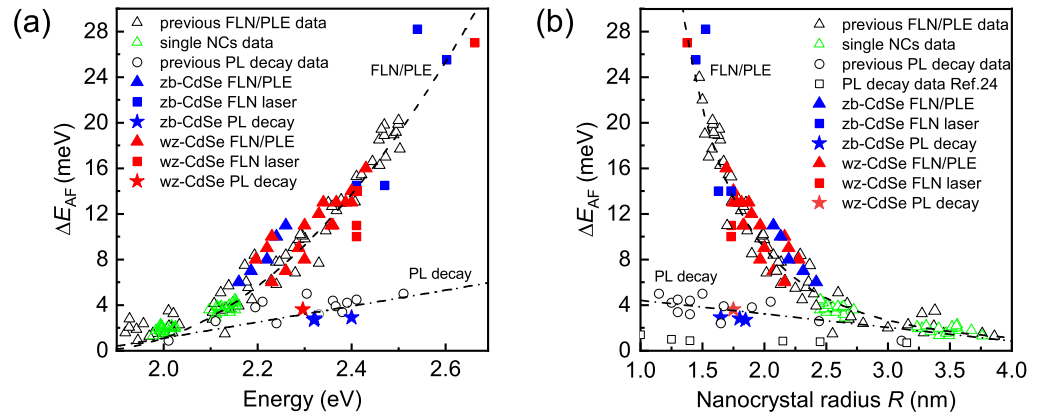 (a)
ΔE_AF (meV)
28
24
20
16
12
8
4
0
previous FLN/PLE data
single NCs data
previous PL decay data
zb-CdSe FLN/PLE
zb-CdSe FLN laser
zb-CdSe PL decay
wz-CdSe FLN/PLE
wz-CdSe FLN laser
wz-CdSe PL decay
FLN/PLE
PL decay
2.0 2.2 2.4 2.6
Energy (eV)
(b)
ΔE_AF (meV)
28
24
20
16
12
8
4
0
previous FLN/PLE data
single NCs data
previous PL decay data
PL decay data Ref.24
zb-CdSe FLN/PLE
zb-CdSe FLN laser
zb-CdSe PL decay
wz-CdSe FLN/PLE
wz-CdSe FLN laser
wz-CdSe PL decay
FLN/PLE
PL decay
1.0 1.5 2.0 2.5 3.0 3.5 4.0
Nanocrystal radius R (nm)